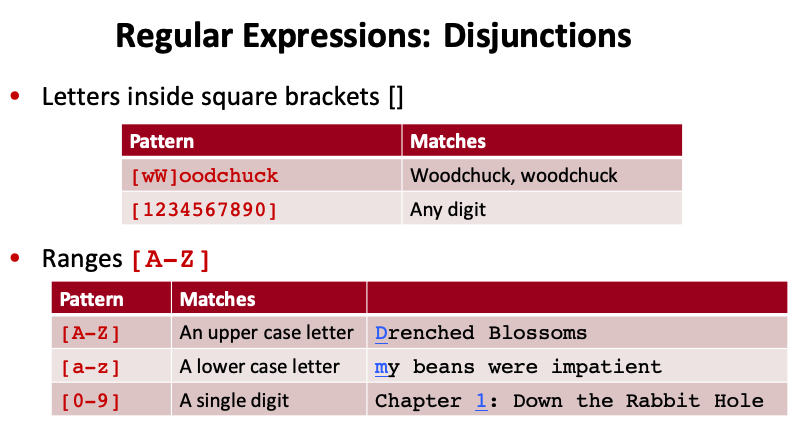 Regular Expressions: Disjunctions
• Letters inside square brackets []
Pattern Matches
[wW]oodchuck Woodchuck, woodchuck
[1234567890] Any digit
• Ranges [A-Z]
Pattern Matches
[A-Z] An upper case letter Drenched Blossoms
[a-z] A lower case letter my beans were impatient
[0-9] A single digit Chapter 1: Down the Rabbit Hole